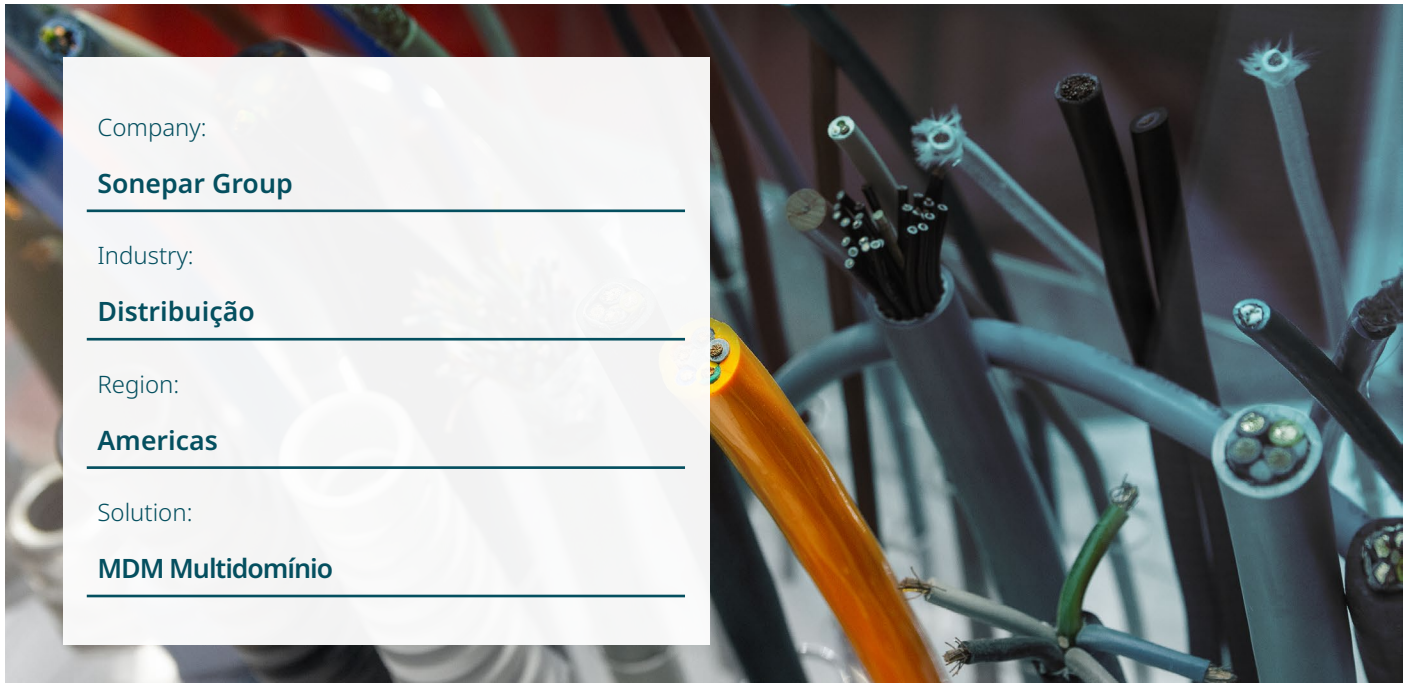 Company:
Sonepar Group
Industry:
Distribuição
Region:
Americas
Solution:
MDM Multidomínio